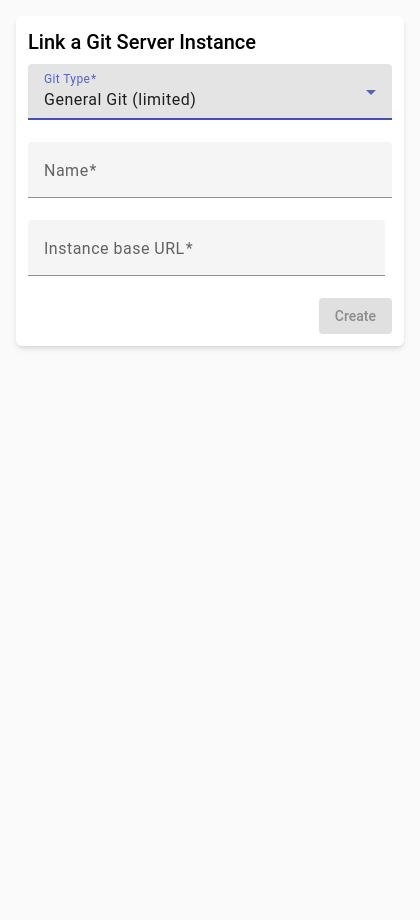 Link a Git Server Instance
Git Type*
General Git (limited)
Name*
Instance base URL*
Create